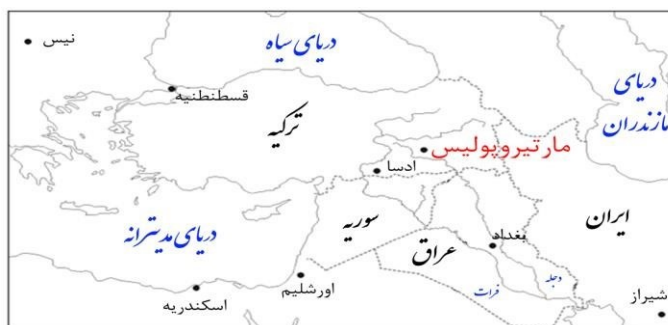 نیس
دریای سیاه
دریای
مازندران
قسطنطنیه
ترکیه
مارتیروپولیس
ادسا
ایران
سوریه
بغداد
عراق
دریای مدیترانه
دجله
فرات
شیراز
اورشلیم
اسکندریه